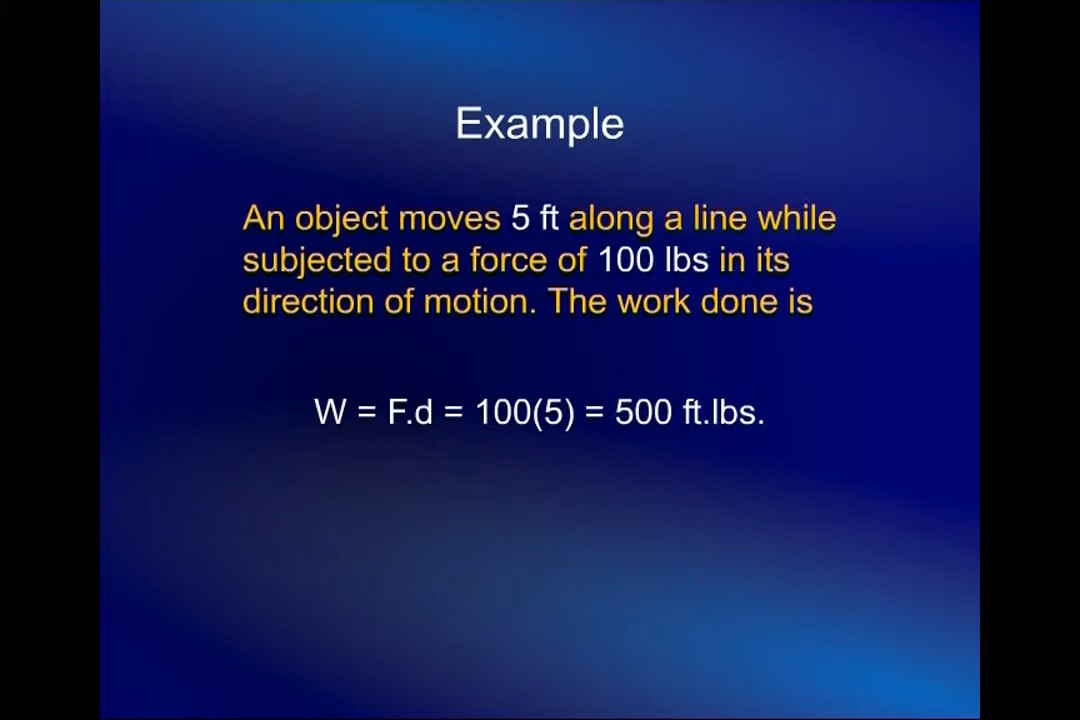 Example
An object moves 5 ft along a line while
subjected to a force of 100 lbs in its
direction of motion. The work done is
W = F.d = 100(5) = 500 ft.lbs.